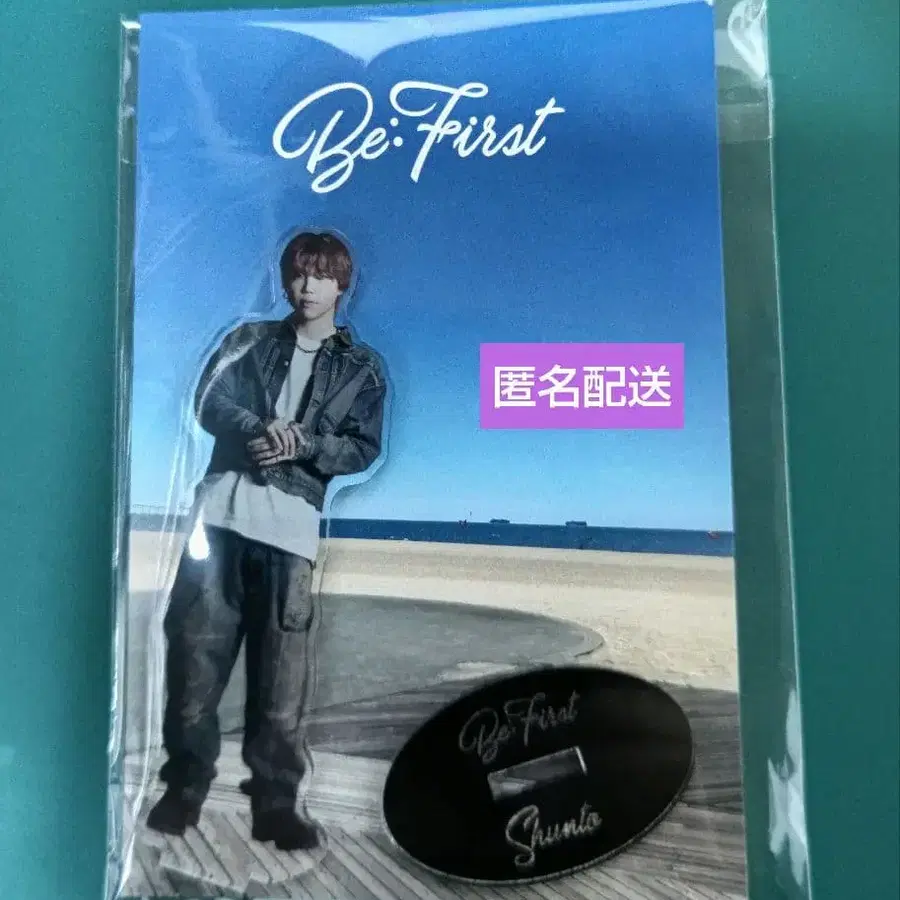 Be:First
匿名配送
Be:First
Shunto